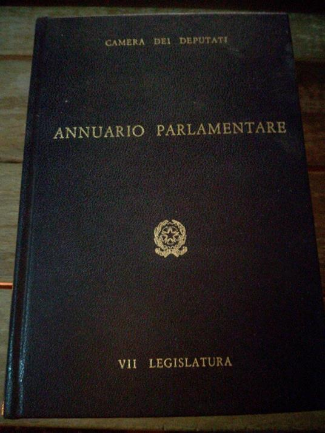 CAMERA DEI DEPUTATI
ANNUARIO PARLAMENTARE
VII LEGISLATURA